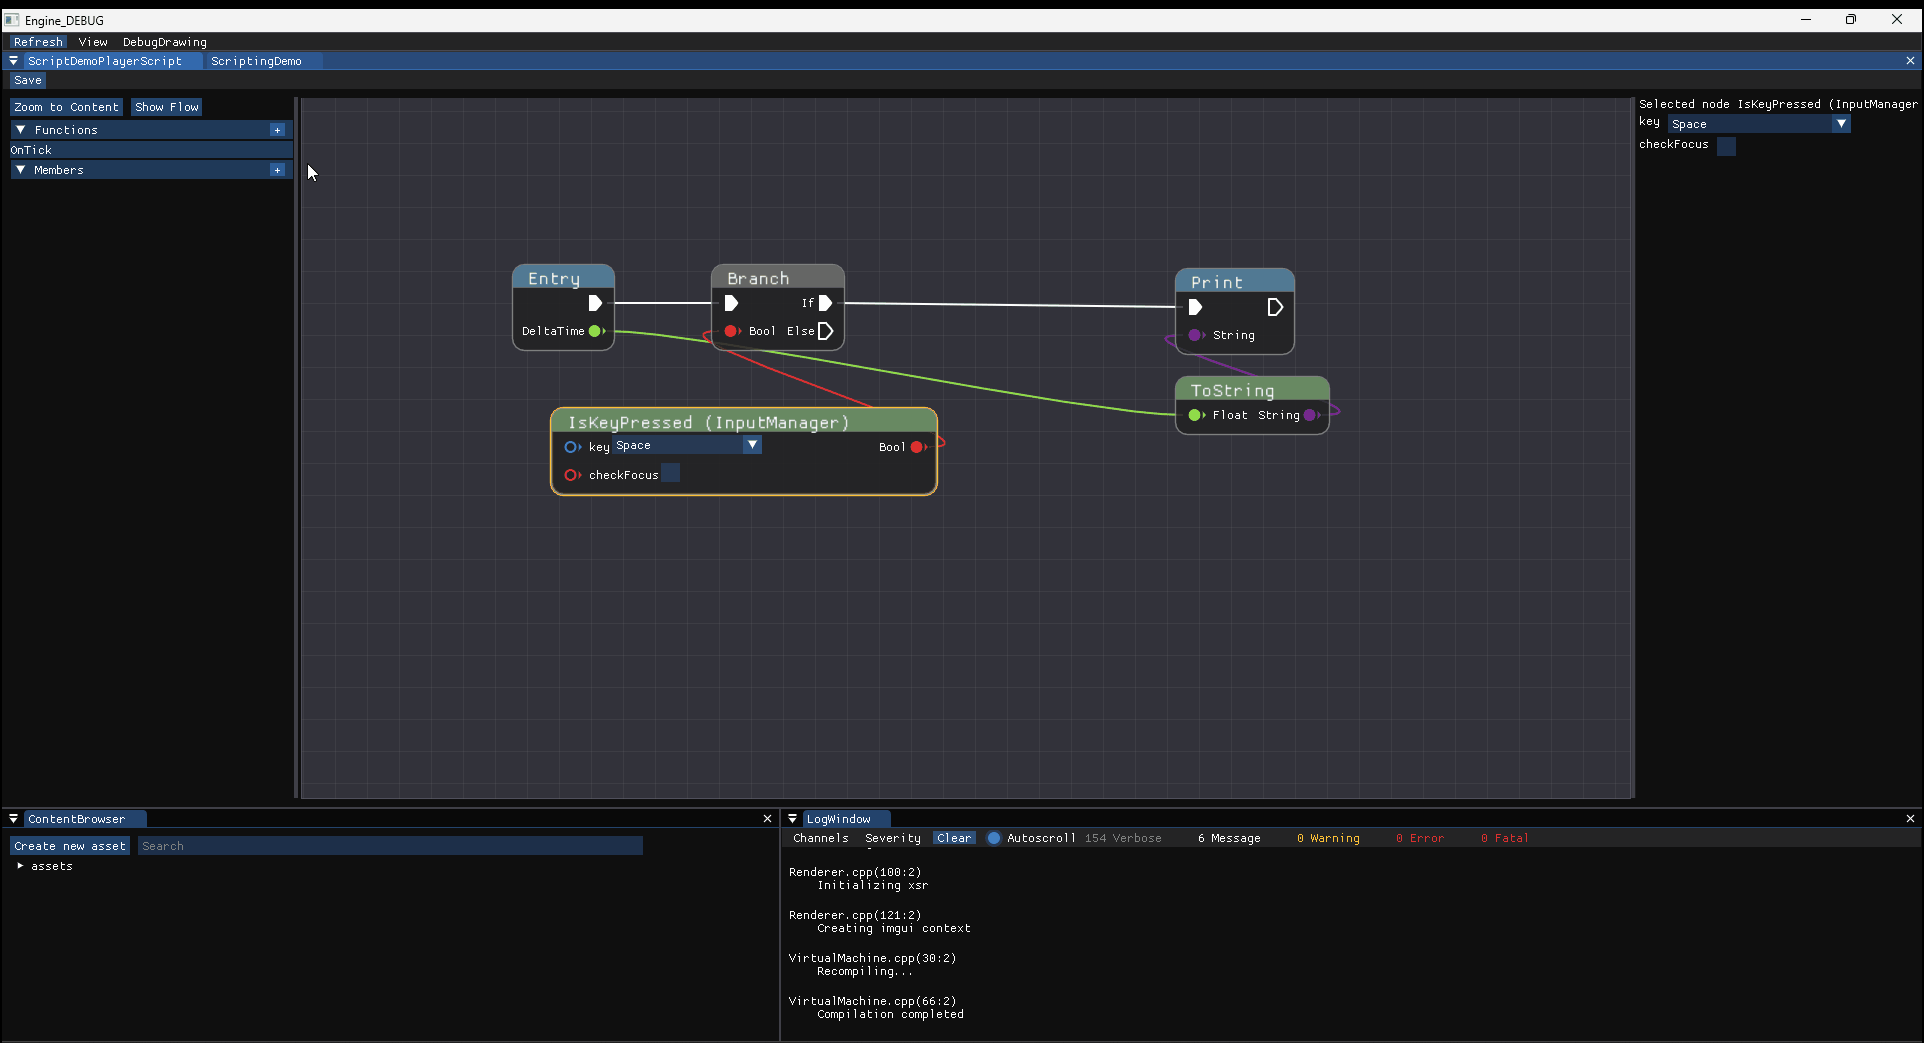 Engine_DEBUG
Refresh View DebugDrawing
ScriptDemoPlayerScript ScriptingDemo
Save
Zoom to Content Show Flow
Functions +
OnTick
Members +
Entry
DeltaTime
Branch
If
Bool Else
Print
String
ToString
Float String
IsKeyPressed (InputManager)
key Space Bool
checkFocus
Selected node IsKeyPressed (InputManager
key Space
checkFocus
ContentBrowser
Create new asset Search
assets
LogWindow
Channels Severity Clear Autoscroll 154 Verbose 6 Message 0 Warning 0 Error 0 Fatal
Renderer.cpp(100:2)
Initializing xsr
Renderer.cpp(121:2)
Creating imgui context
VirtualMachine.cpp(30:2)
Recompiling...
VirtualMachine.cpp(66:2)
Compilation completed